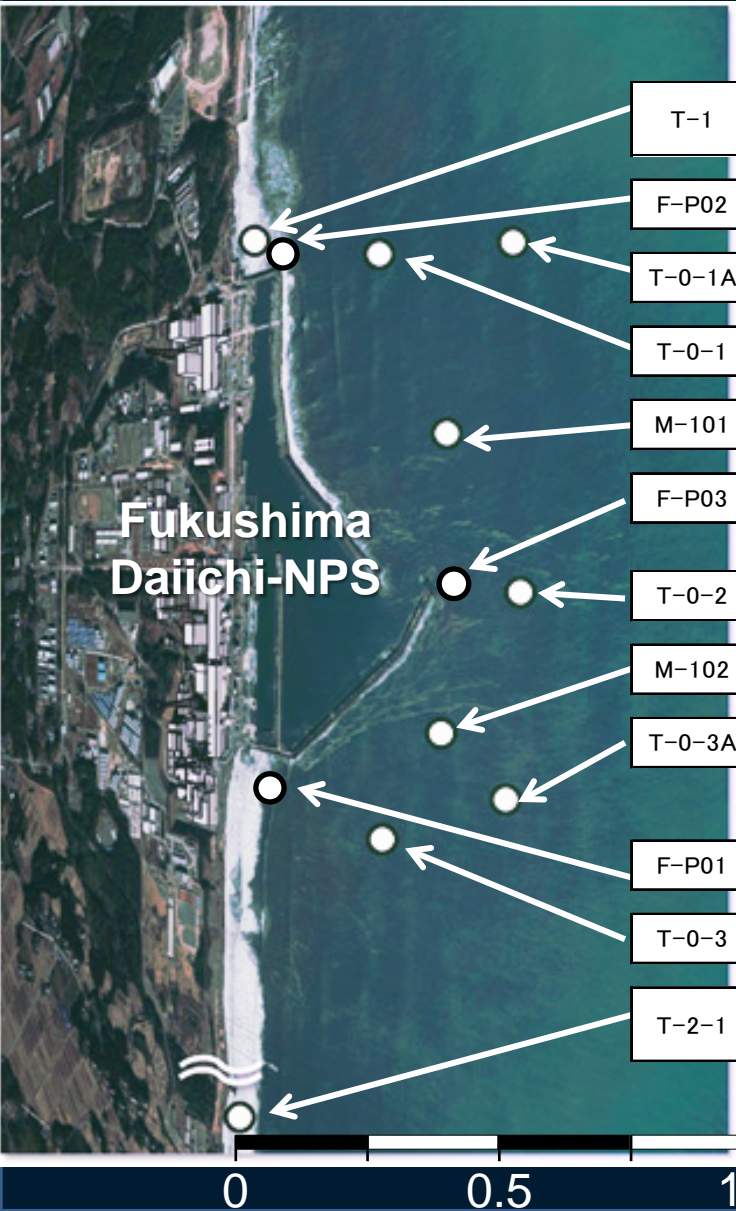 T-1
F-P02
T-0-1A
T-0-1
M-101
F-P03
Fukushima
Daiichi-NPS
T-0-2
M-102
T-0-3A
F-P01
T-0-3
T-2-1
0 0.5 1